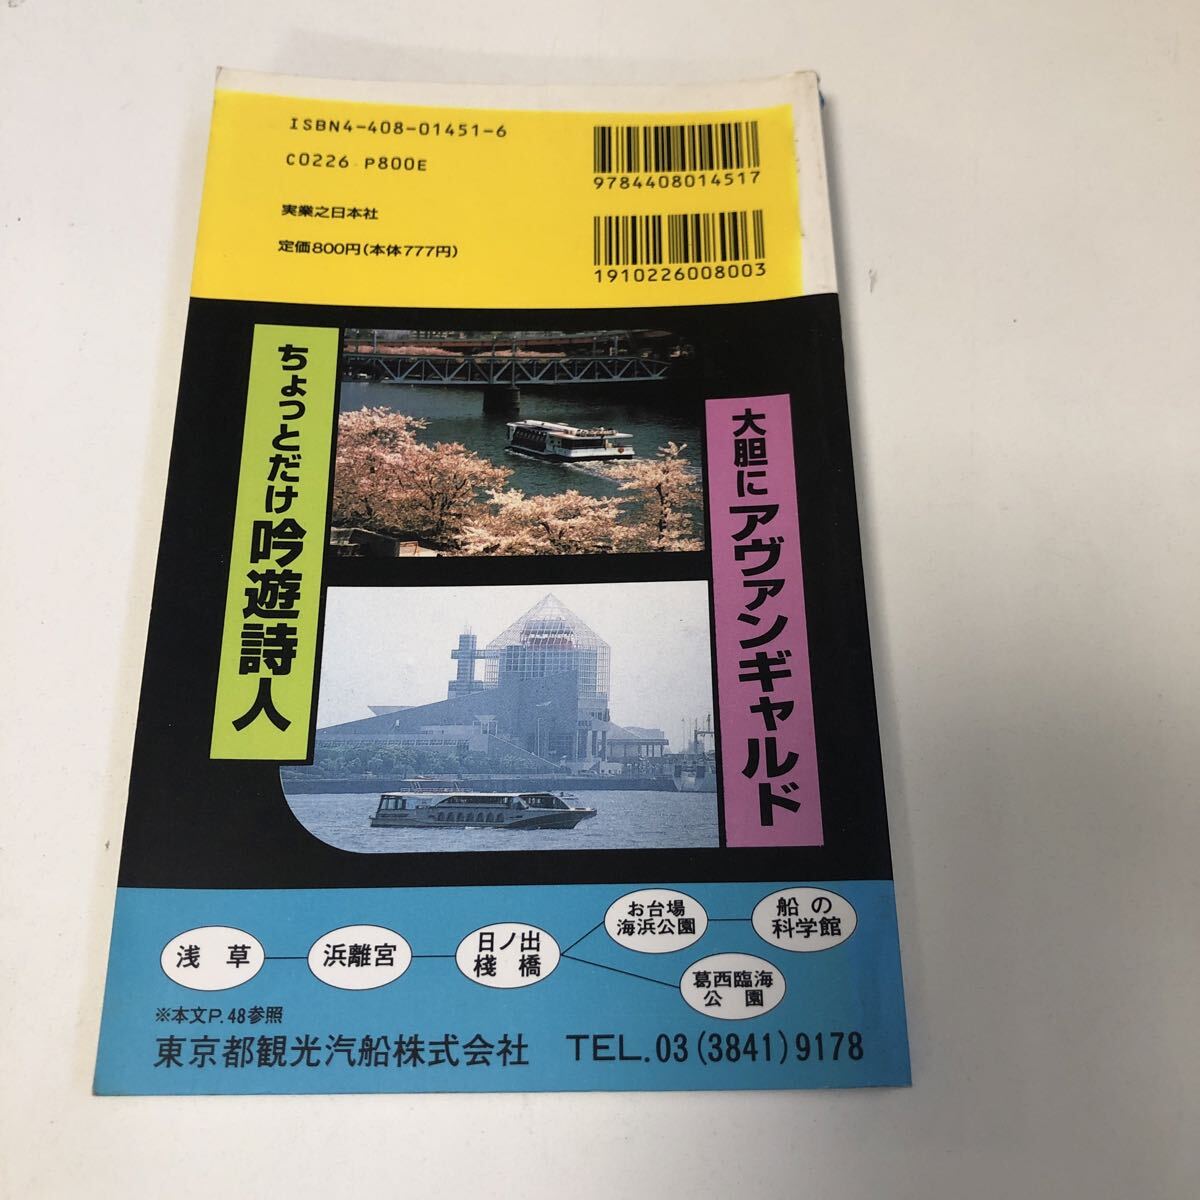 ISBN4-408-01451-6
C0226 P800E
9784408014517
実業之日本社
定価800円(本体777円)
1910226008003
大胆にアヴァンギャルド
ちょっとだけ吟遊詩人
浅草
浜離宮
日ノ出
棧橋
お台場
海浜公園
船の
科学館
葛西臨海
公園
※本文P.48参照
東京都観光汽船株式会社 TEL.03(3841)9178